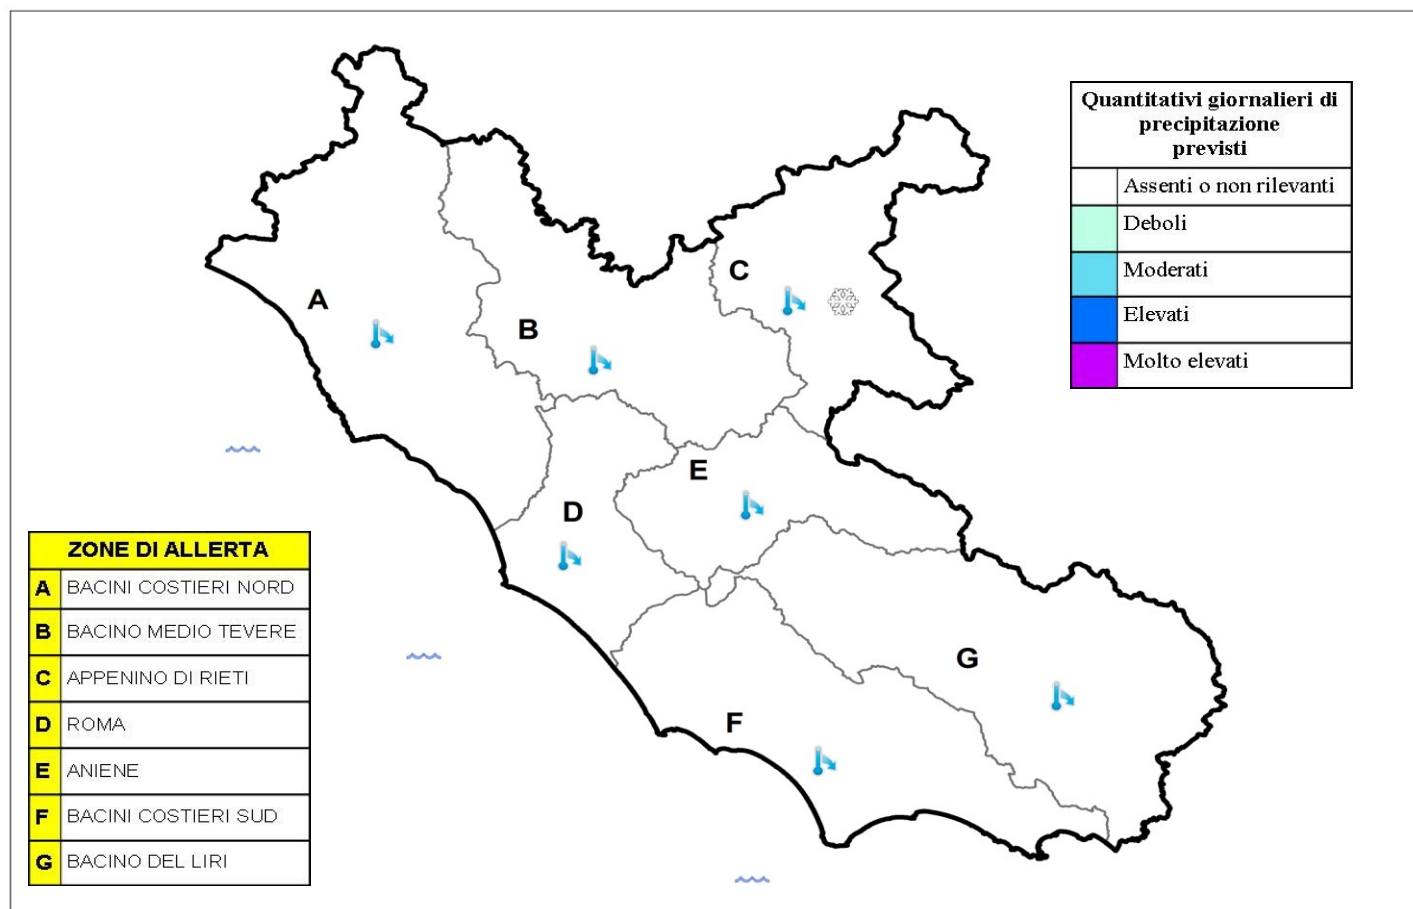 Quantitativi giornalieri di
precipitazione
previsti
Assenti o non rilevanti
Deboli
Moderati
Elevati
Molto elevati
A
B
C
D
E
F
G
ZONE DI ALLERTA
A BACINI COSTIERI NORD
B BACINO MEDIO TEVERE
C APPENINO DI RIETI
D ROMA
E ANIENE
F BACINI COSTIERI SUD
G BACINO DEL LIRI